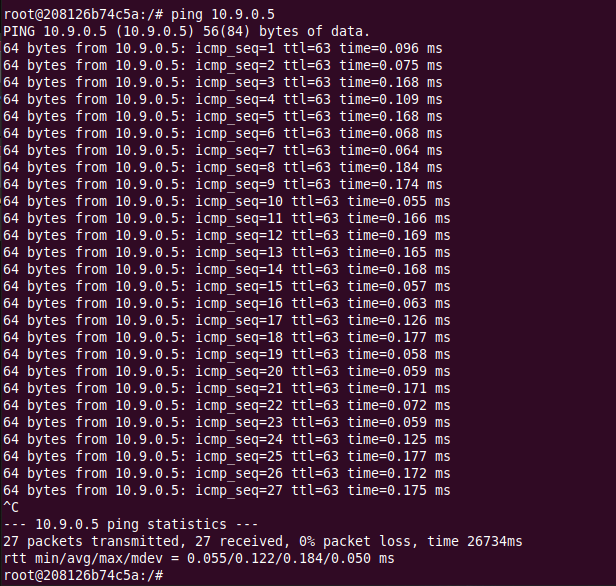 root@208126b74c5a:/# ping 10.9.0.5
PING 10.9.0.5 (10.9.0.5) 56(84) bytes of data.
64 bytes from 10.9.0.5: icmp_seq=1 ttl=63 time=0.096 ms
64 bytes from 10.9.0.5: icmp_seq=2 ttl=63 time=0.075 ms
64 bytes from 10.9.0.5: icmp_seq=3 ttl=63 time=0.168 ms
64 bytes from 10.9.0.5: icmp_seq=4 ttl=63 time=0.109 ms
64 bytes from 10.9.0.5: icmp_seq=5 ttl=63 time=0.168 ms
64 bytes from 10.9.0.5: icmp_seq=6 ttl=63 time=0.068 ms
64 bytes from 10.9.0.5: icmp_seq=7 ttl=63 time=0.064 ms
64 bytes from 10.9.0.5: icmp_seq=8 ttl=63 time=0.184 ms
64 bytes from 10.9.0.5: icmp_seq=9 ttl=63 time=0.174 ms
64 bytes from 10.9.0.5: icmp_seq=10 ttl=63 time=0.055 ms
64 bytes from 10.9.0.5: icmp_seq=11 ttl=63 time=0.166 ms
64 bytes from 10.9.0.5: icmp_seq=12 ttl=63 time=0.169 ms
64 bytes from 10.9.0.5: icmp_seq=13 ttl=63 time=0.165 ms
64 bytes from 10.9.0.5: icmp_seq=14 ttl=63 time=0.168 ms
64 bytes from 10.9.0.5: icmp_seq=15 ttl=63 time=0.057 ms
64 bytes from 10.9.0.5: icmp_seq=16 ttl=63 time=0.063 ms
64 bytes from 10.9.0.5: icmp_seq=17 ttl=63 time=0.126 ms
64 bytes from 10.9.0.5: icmp_seq=18 ttl=63 time=0.177 ms
64 bytes from 10.9.0.5: icmp_seq=19 ttl=63 time=0.058 ms
64 bytes from 10.9.0.5: icmp_seq=20 ttl=63 time=0.059 ms
64 bytes from 10.9.0.5: icmp_seq=21 ttl=63 time=0.171 ms
64 bytes from 10.9.0.5: icmp_seq=22 ttl=63 time=0.072 ms
64 bytes from 10.9.0.5: icmp_seq=23 ttl=63 time=0.059 ms
64 bytes from 10.9.0.5: icmp_seq=24 ttl=63 time=0.125 ms
64 bytes from 10.9.0.5: icmp_seq=25 ttl=63 time=0.177 ms
64 bytes from 10.9.0.5: icmp_seq=26 ttl=63 time=0.172 ms
64 bytes from 10.9.0.5: icmp_seq=27 ttl=63 time=0.175 ms
^C
--- 10.9.0.5 ping statistics ---
27 packets transmitted, 27 received, 0% packet loss, time 26734ms
rtt min/avg/max/mdev = 0.055/0.122/0.184/0.050 ms
root@208126b74c5a:/#